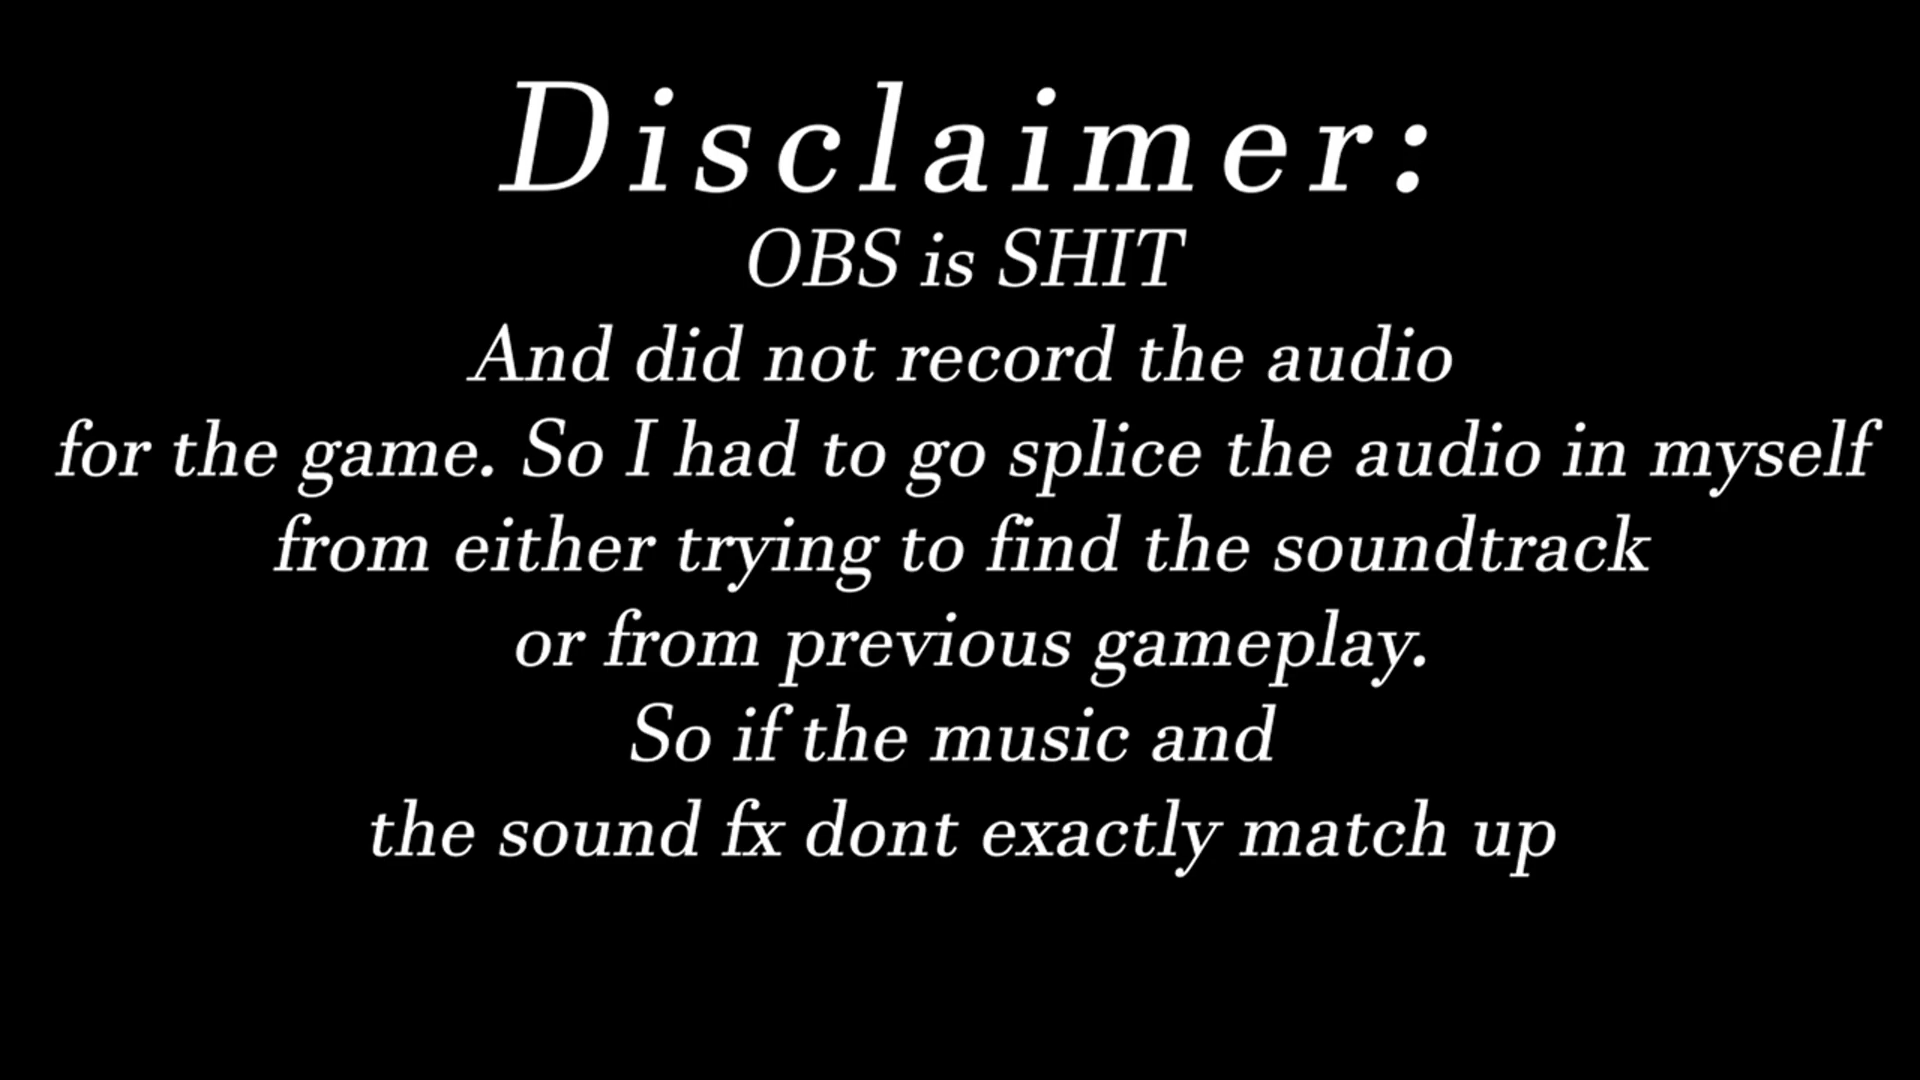 Disclaimer:
OBS is SHIT
And did not record the audio
for the game. So I had to go splice the audio in myself
from either trying to find the soundtrack
or from previous gameplay.
So if the music and
the sound fx dont exactly match up